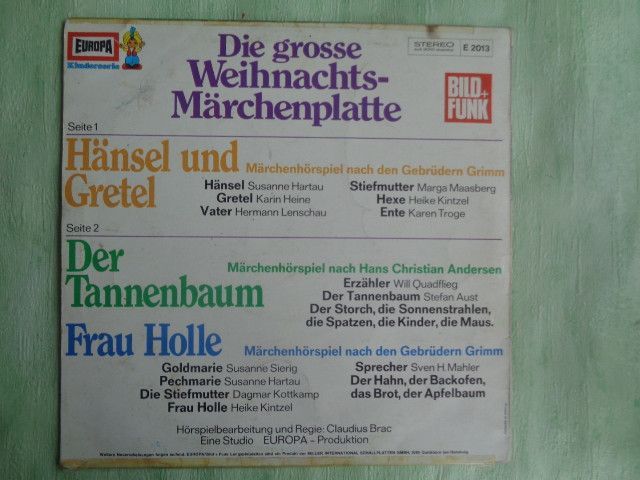 EUROPA
Kinderserie
Die grosse
Weihnachts-
Märchenplatte
STEREO
E 2013
BILD+
FUNK
Seite 1
Hänsel und
Gretel
Märchenhörspiel nach den Gebrüdern Grimm
Hänsel Susanne Hartau
Gretel Karin Heine
Vater Hermann Lenschau
Stiefmutter Marga Maasberg
Hexe Heike Kintzel
Ente Karen Troge
Seite 2
Der
Tannenbaum
Märchenhörspiel nach Hans Christian Andersen
Erzähler Will Quadflieg
Der Tannenbaum Stefan Aust
Der Storch, die Sonnenstrahlen,
die Spatzen, die Kinder, die Maus.
Frau Holle
Märchenhörspiel nach den Gebrüdern Grimm
Goldmarie Susanne Sierig
Pechmarie Susanne Hartau
Die Stiefmutter Dagmar Kottkamp
Frau Holle Heike Kintzel
Sprecher Sven H. Mahler
Der Hahn, der Backofen,
das Brot, der Apfelbaum
Hörspielbearbeitung und Regie: Claudius Brac
Eine Studio EUROPA – Produktion